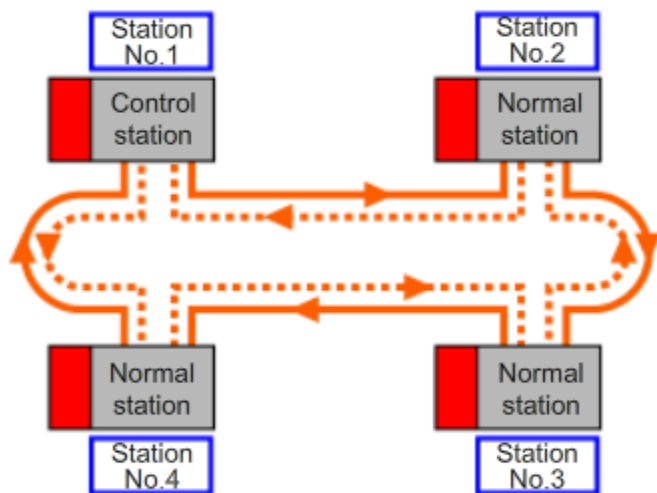 Station
No.1
Station
No.2
Control
station
Normal
station
Normal
station
Normal
station
Station
No.4
Station
No.3